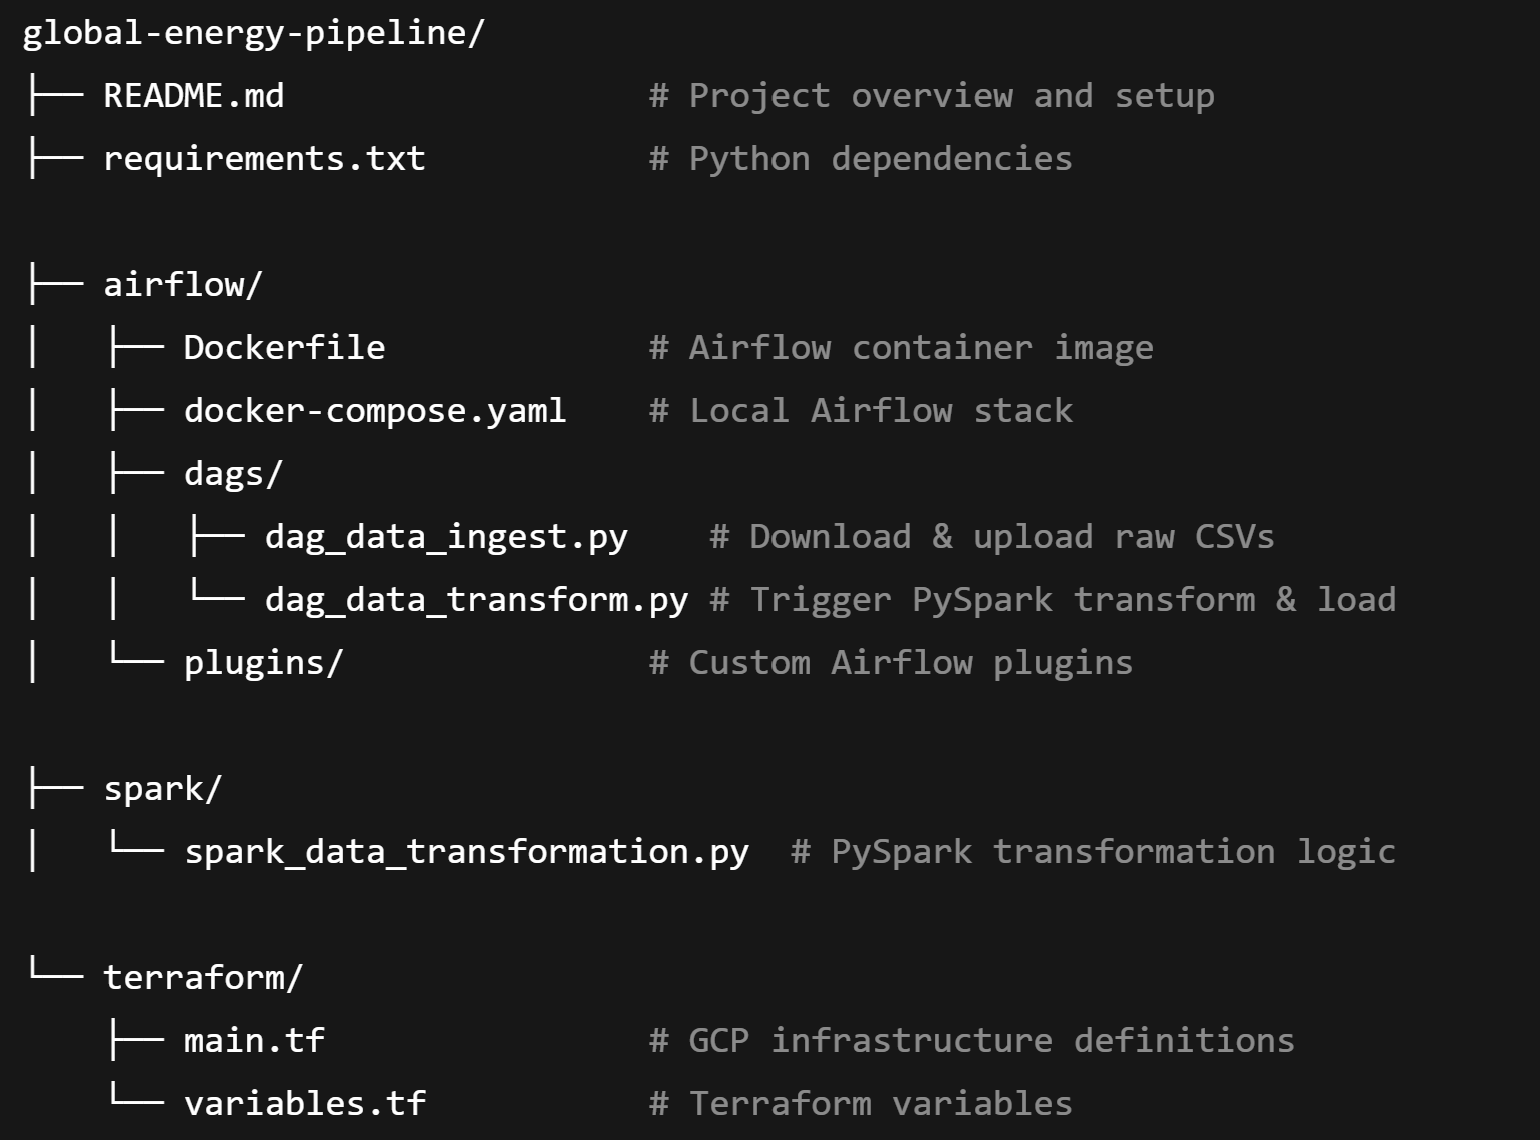 global-energy-pipeline/
├── README.md                  # Project overview and setup
├── requirements.txt           # Python dependencies
├── airflow/
│   ├── Dockerfile             # Airflow container image
│   ├── docker-compose.yaml    # Local Airflow stack
│   ├── dags/
│   │   ├── dag_data_ingest.py    # Download & upload raw CSVs
│   │   └── dag_data_transform.py # Trigger PySpark transform & load
│   └── plugins/               # Custom Airflow plugins
├── spark/
│   └── spark_data_transformation.py  # PySpark transformation logic
└── terraform/
    ├── main.tf                # GCP infrastructure definitions
    └── variables.tf           # Terraform variables